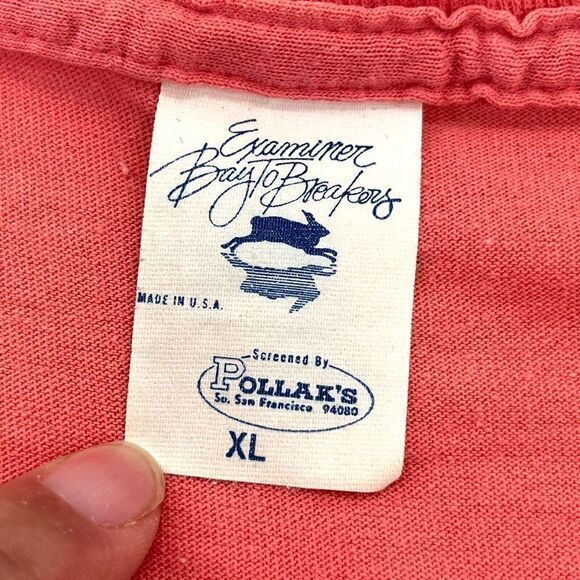 Examiner
Bay To Breakers
MADE IN U.S.A.
Screened By
POLLAK'S
So. San Francisco 94080
XL